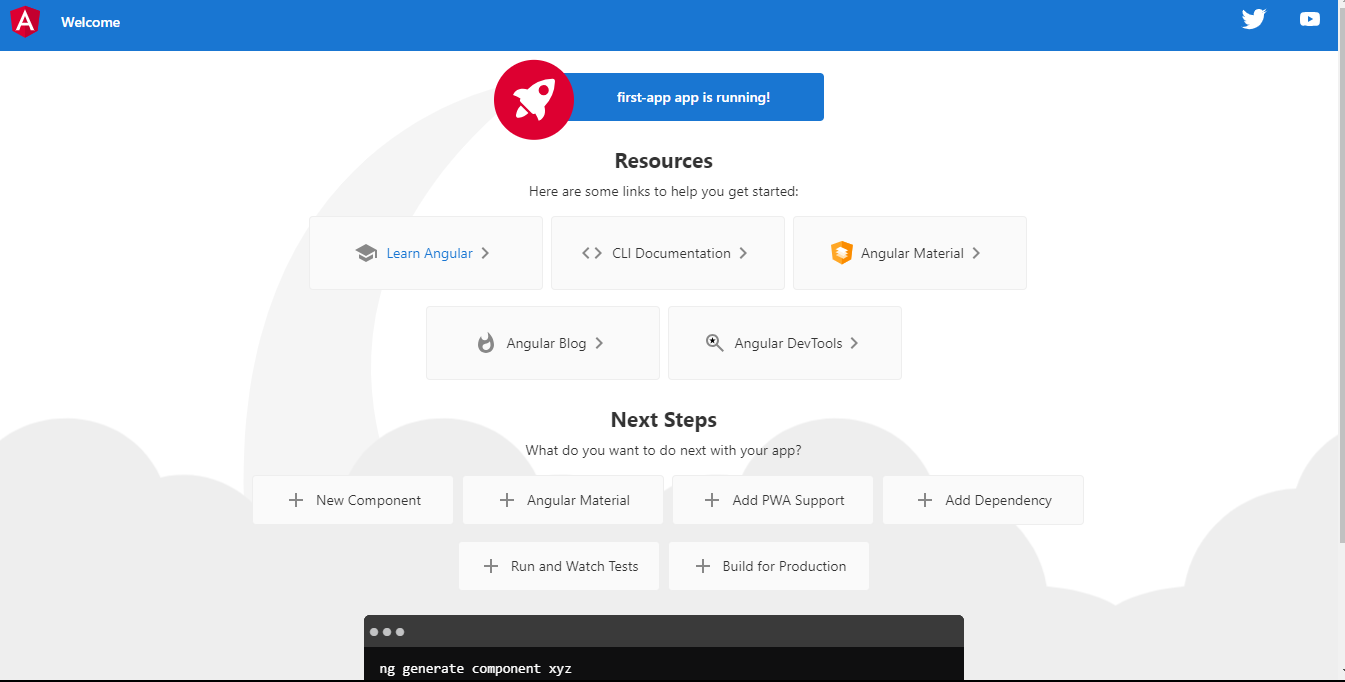 Welcome
first-app app is running!
Resources
Here are some links to help you get started:
Learn Angular
CLI Documentation
Angular Material
Angular Blog
Angular DevTools
Next Steps
What do you want to do next with your app?
New Component
Angular Material
Add PWA Support
Add Dependency
Run and Watch Tests
Build for Production
ng generate component xyz